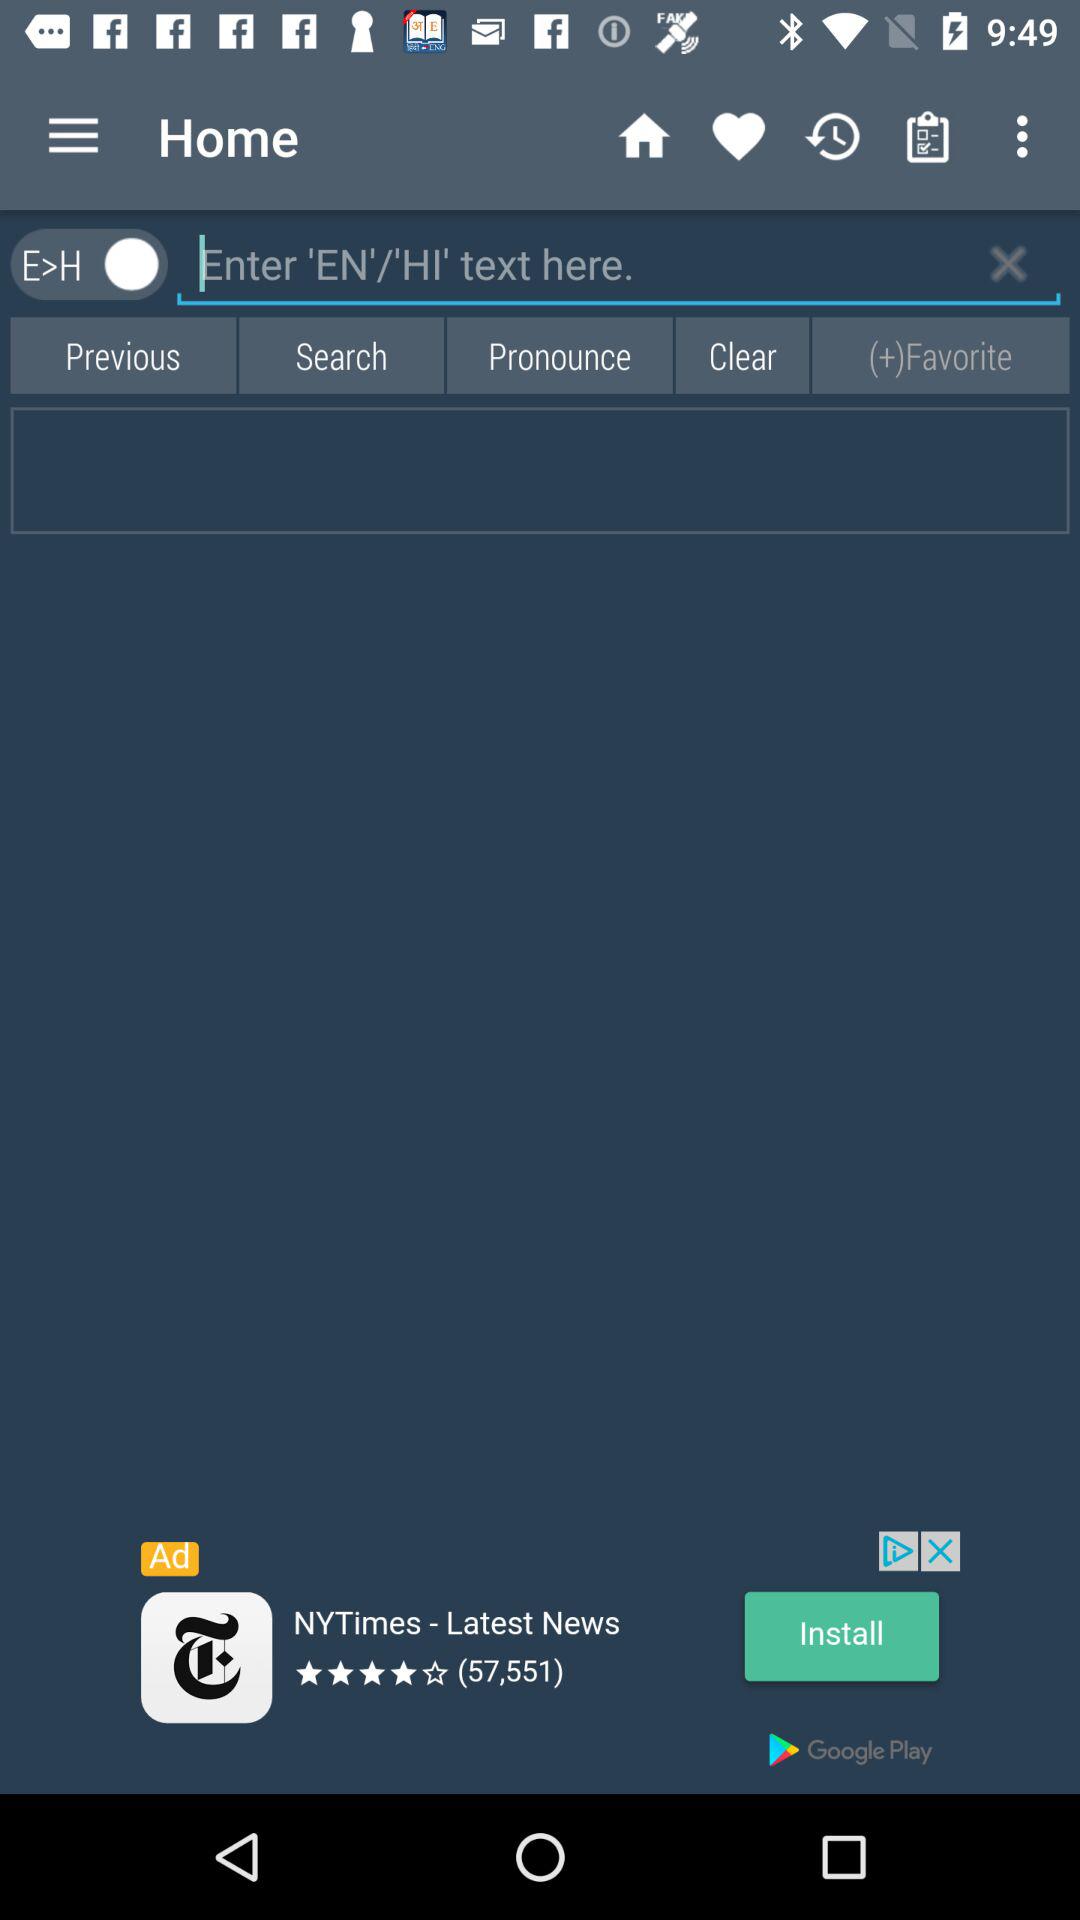 FAKE
9:49
Home
E>H
Enter 'EN'/'HI' text here.
Previous Search Pronounce Clear (+)Favorite
Ad
NYTimes - Latest News
(57,551)
Install
Google Play